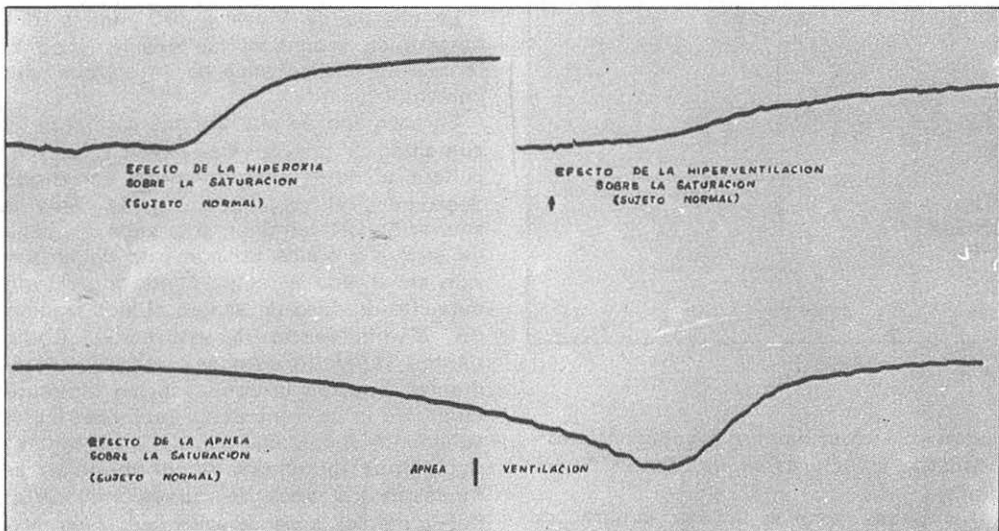 EFECTO DE LA HIPEROXIA
SOBRE LA SATURACION
(SUJETO NORMAL)
EFECTO DE LA HIPERVENTILACION
SOBRE LA SATURACION
(SUJETO NORMAL)
EFECTO DE LA APNEA
SOBRE LA SATURACION
(SUJETO NORMAL)
APNEA | VENTILACION